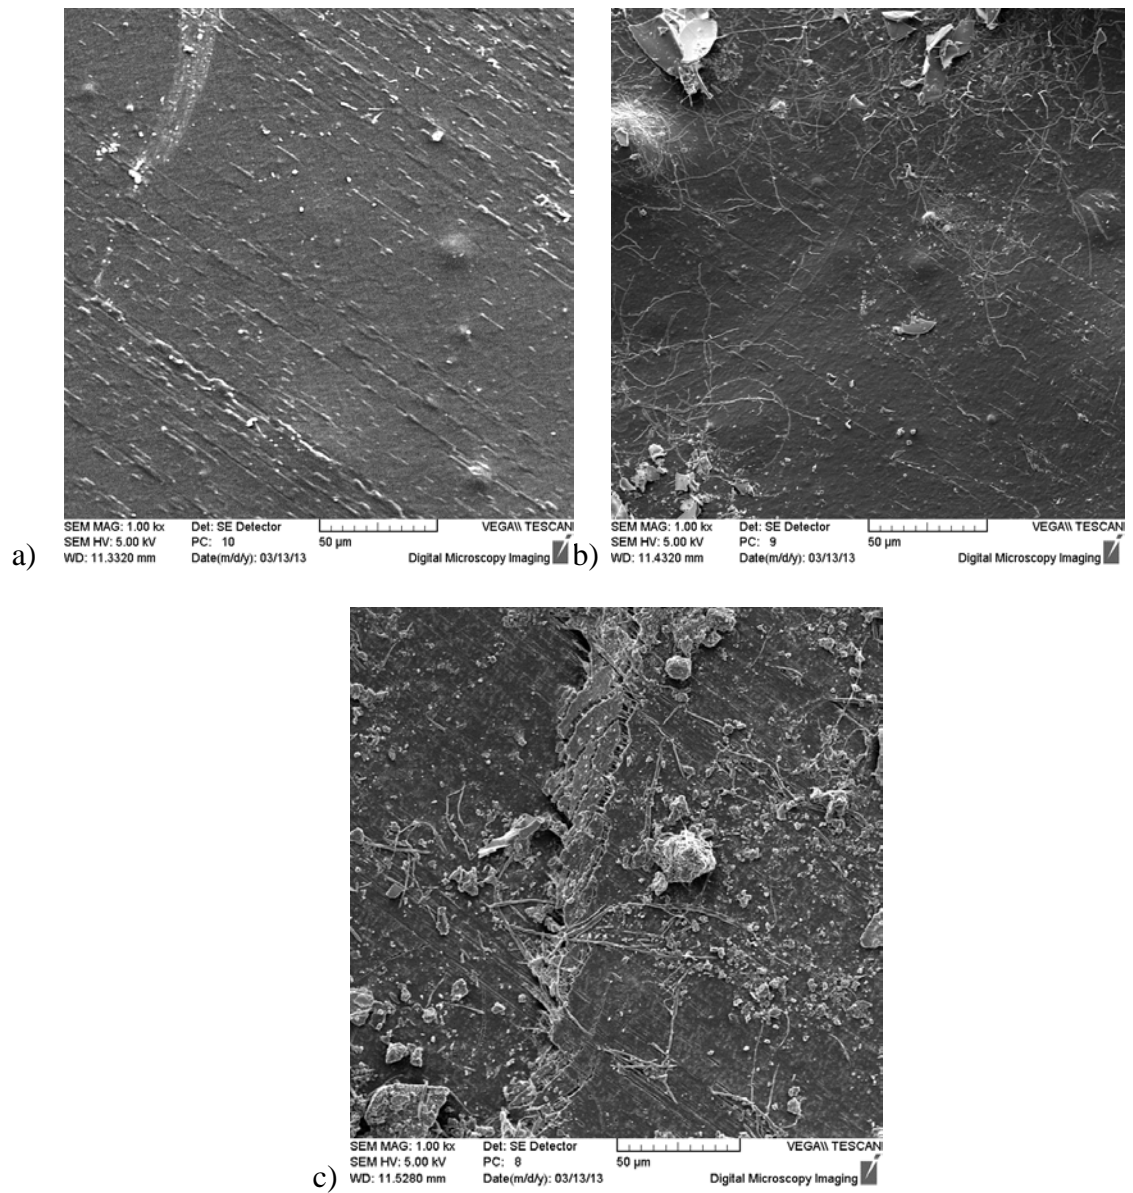 SEM MAG: 1.00 kx Det: SE Detector VEGA\\ TESCAN
SEM HV: 5.00 kV PC: 10 50 µm
a) WD: 11.3320 mm Date(m/d/y): 03/13/13 Digital Microscopy Imaging
SEM MAG: 1.00 kx Det: SE Detector VEGA\\ TESCAN
SEM HV: 5.00 kV PC: 9 50 µm
b) WD: 11.4320 mm Date(m/d/y): 03/13/13 Digital Microscopy Imaging
SEM MAG: 1.00 kx Det: SE Detector VEGA\\ TESCAN
SEM HV: 5.00 kV PC: 8 50 µm
c) WD: 11.5280 mm Date(m/d/y): 03/13/13 Digital Microscopy Imaging